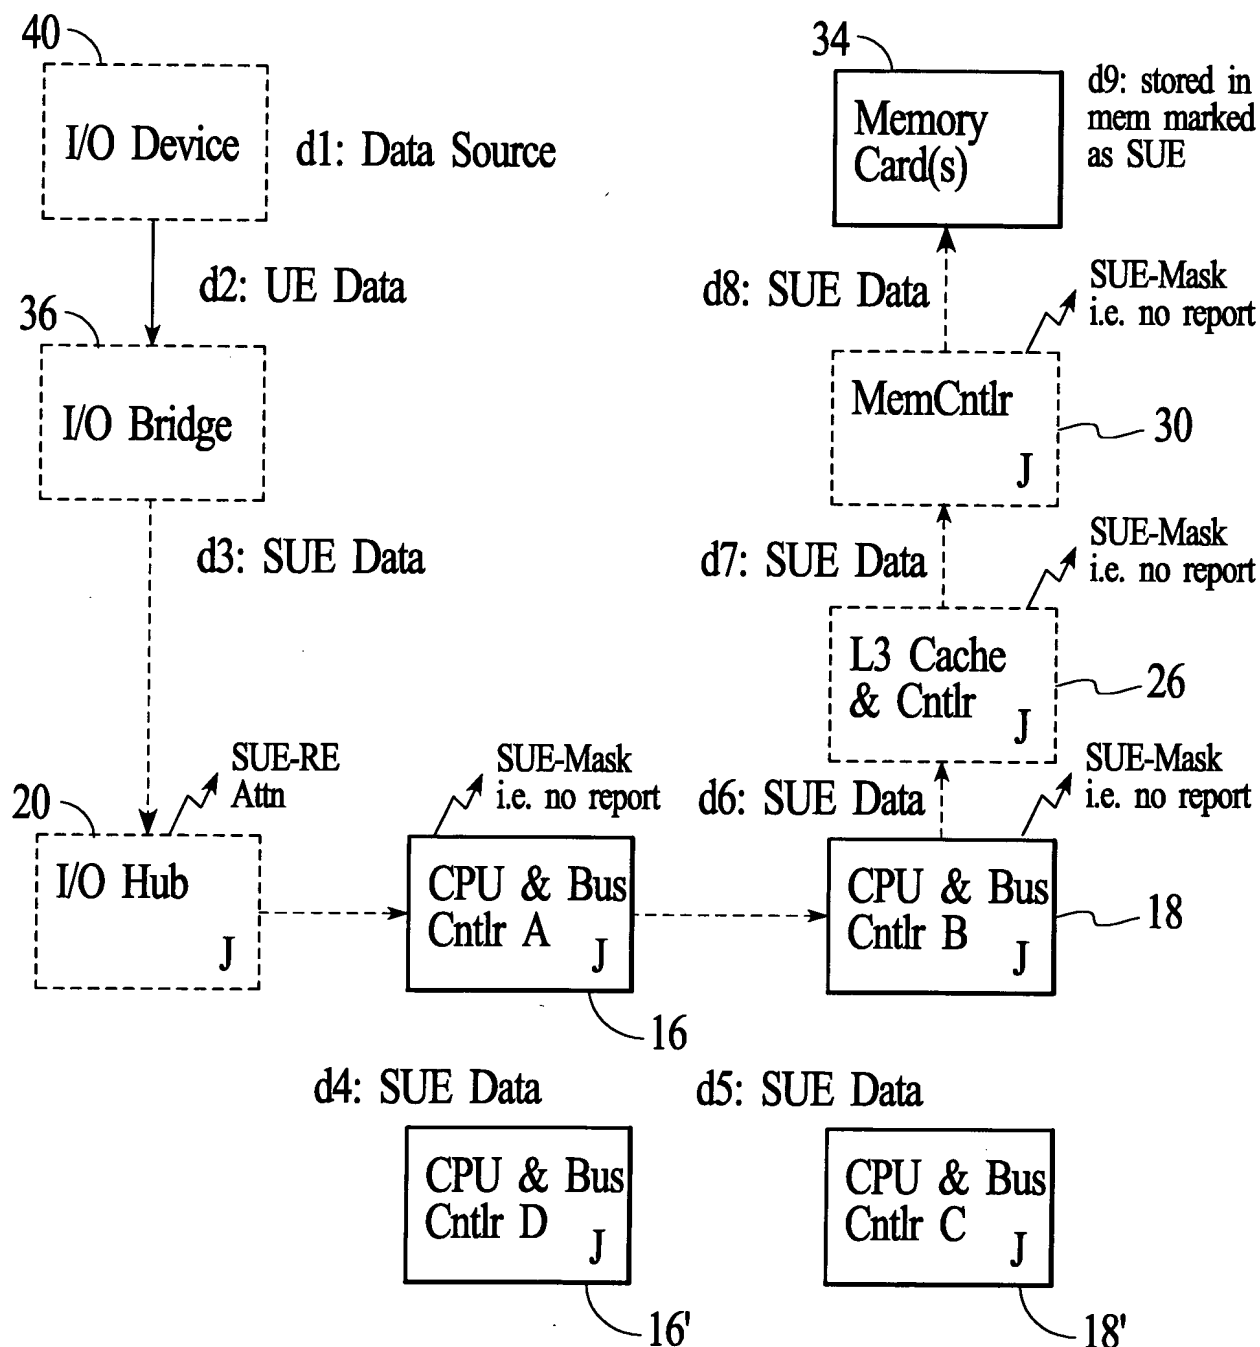 40
I/O Device
d1: Data Source
d2: UE Data
36
I/O Bridge
d3: SUE Data
SUE-RE
Attn
20
I/O Hub
J
SUE-Mask
i.e. no report
CPU & Bus
Cntlr A
J
16
d4: SUE Data
CPU & Bus
Cntlr D
J
16'
34
Memory
Card(s)
d9: stored in
mem marked
as SUE
d8: SUE Data
SUE-Mask
i.e. no report
MemCntlr
J
30
d7: SUE Data
SUE-Mask
i.e. no report
L3 Cache
& Cntlr
J
26
d6: SUE Data
SUE-Mask
i.e. no report
CPU & Bus
Cntlr B
J
18
d5: SUE Data
CPU & Bus
Cntlr C
J
18'